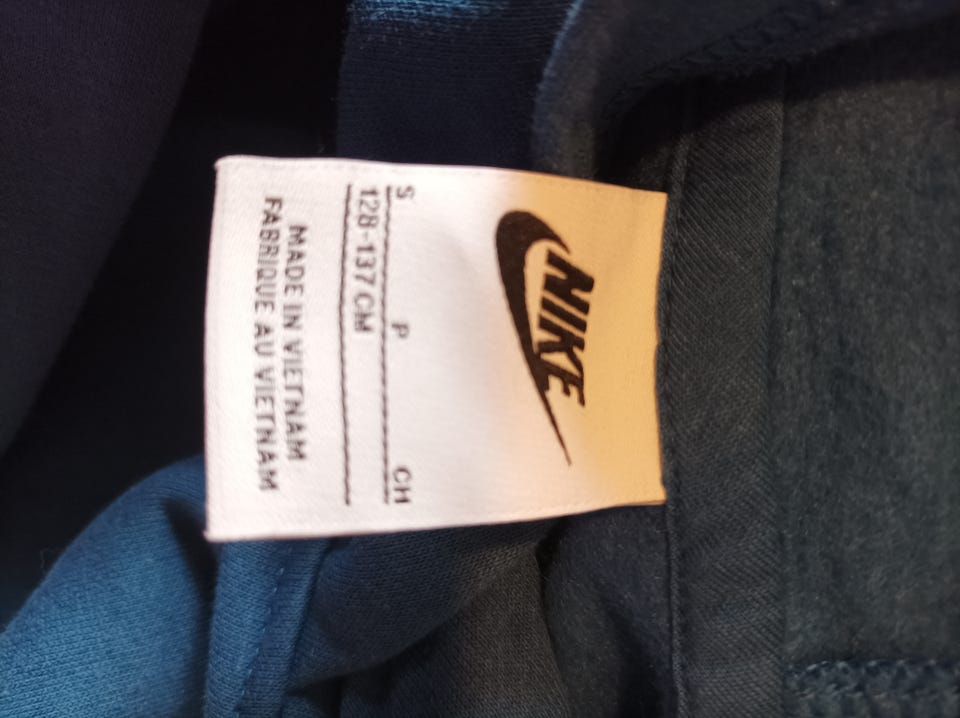 NIKE
S P CH
128-137 CM
MADE IN VIETNAM
FABRIQUE AU VIETNAM